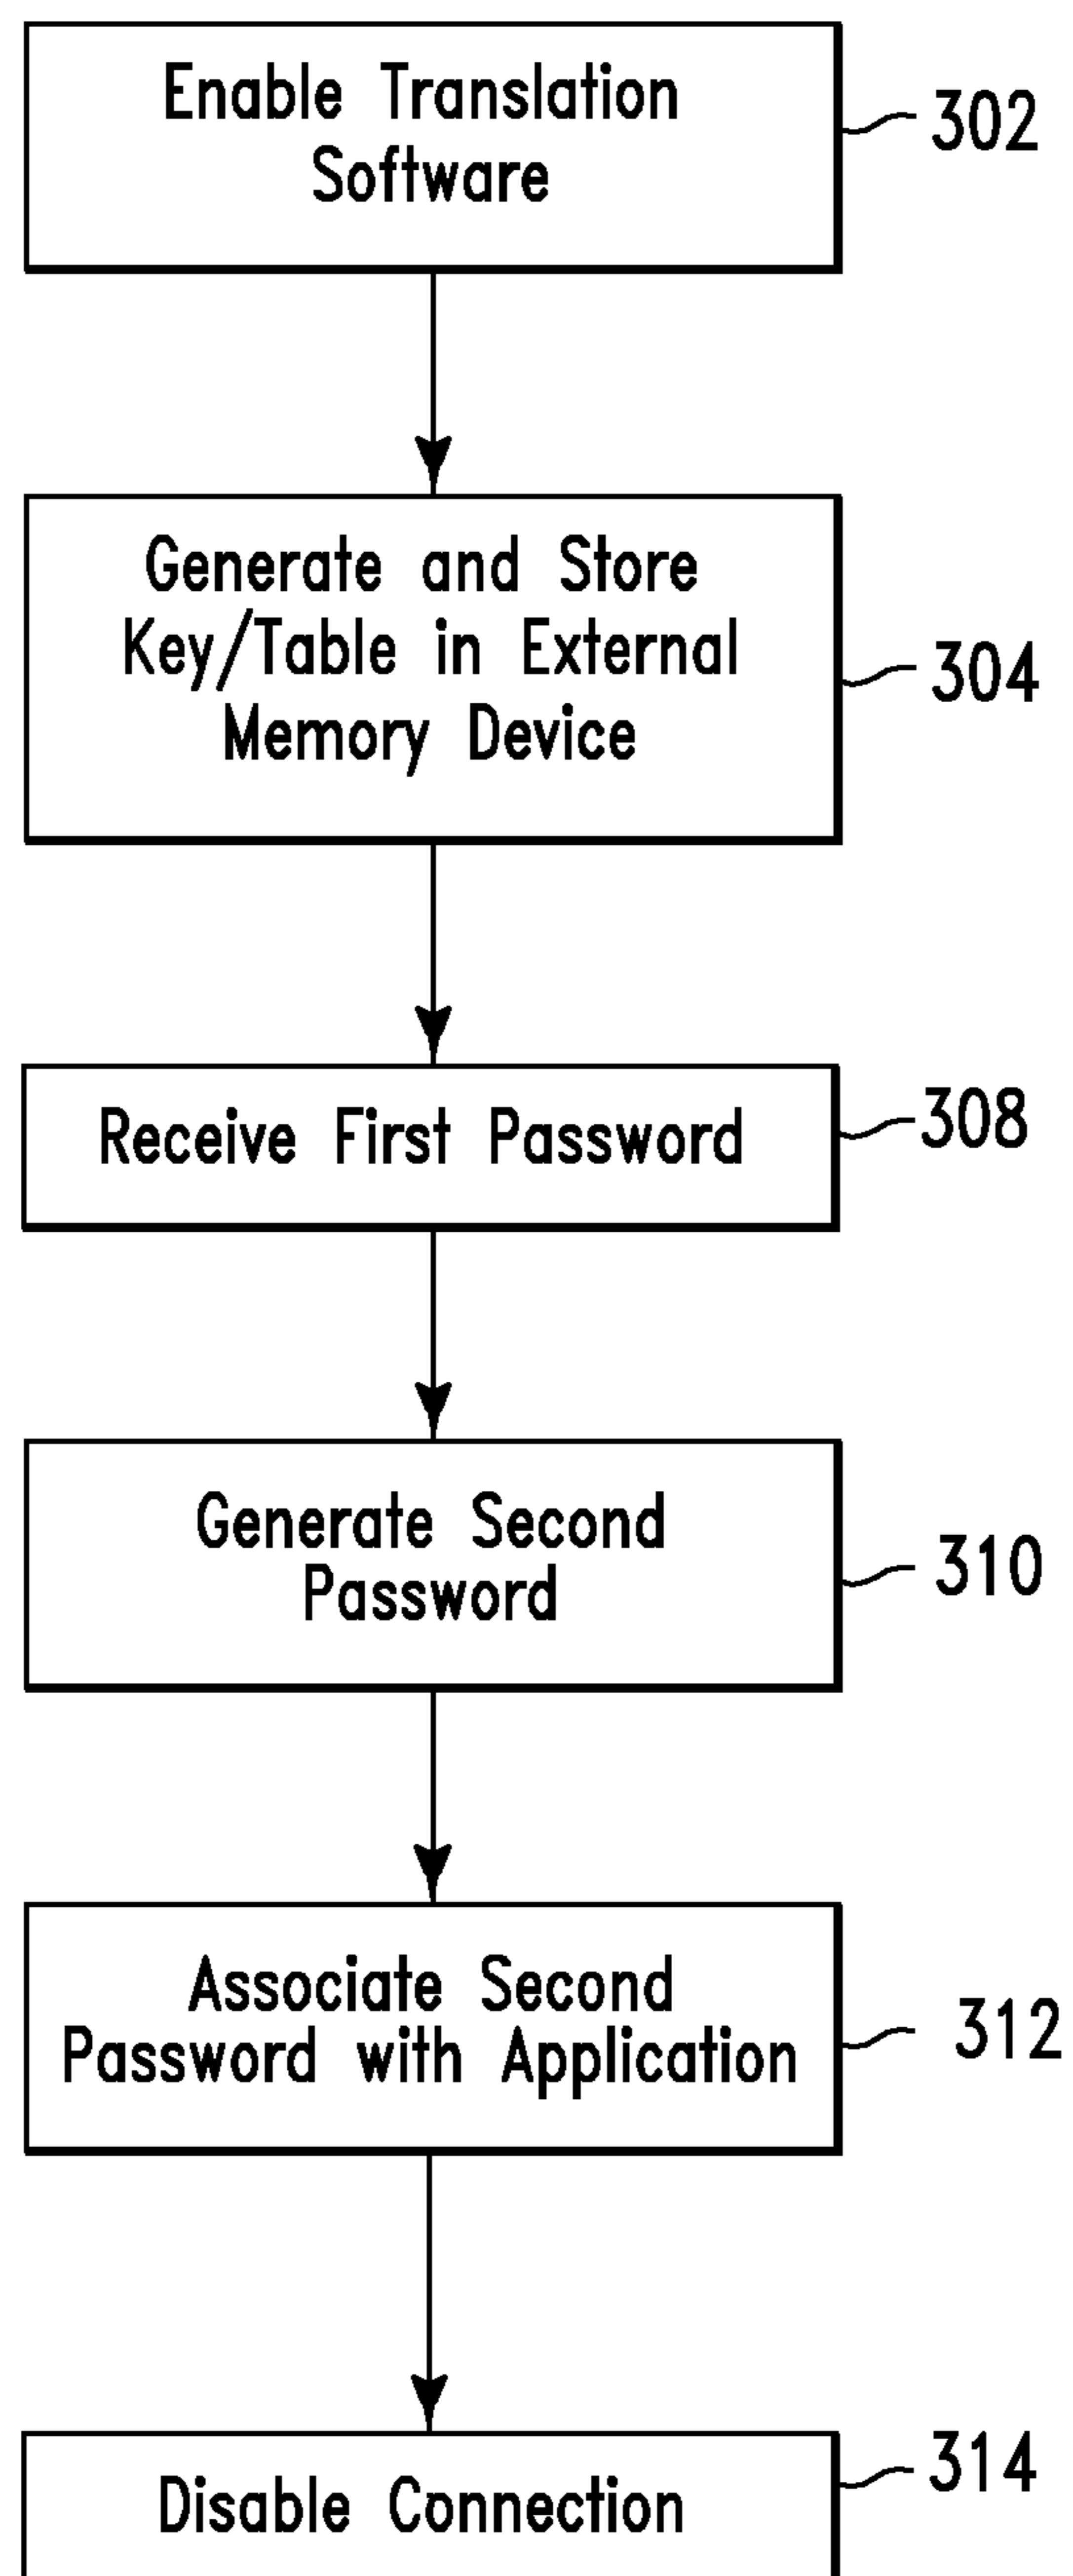 Enable Translation
Software
302
Generate and Store
Key/Table in External
Memory Device
304
Receive First Password
308
Generate Second
Password
310
Associate Second
Password with Application
312
Disable Connection
314